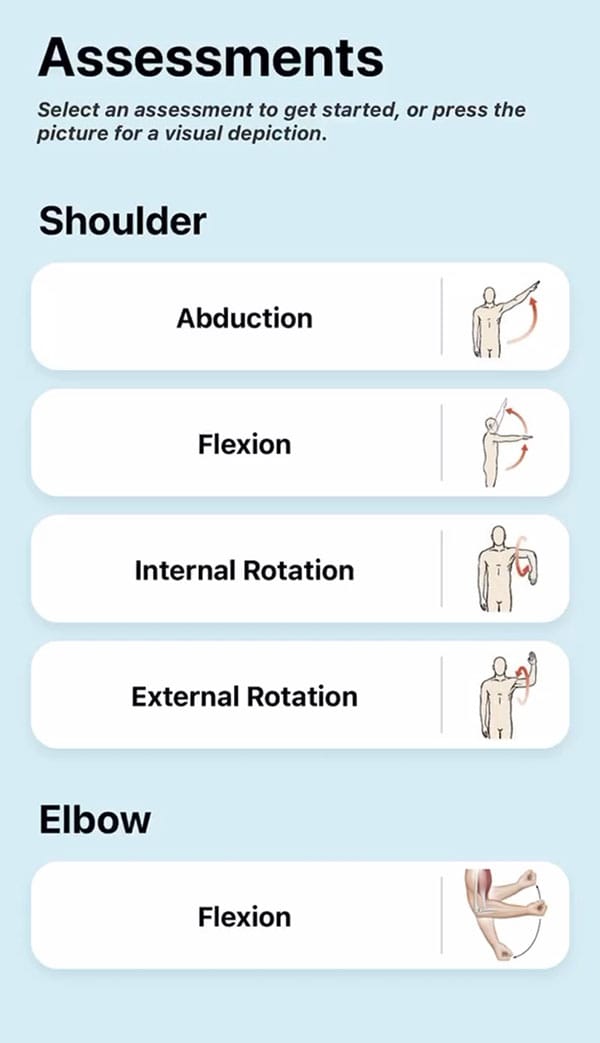 Assessments
Select an assessment to get started, or press the
picture for a visual depiction.
Shoulder
Abduction
Flexion
Internal Rotation
External Rotation
Elbow
Flexion